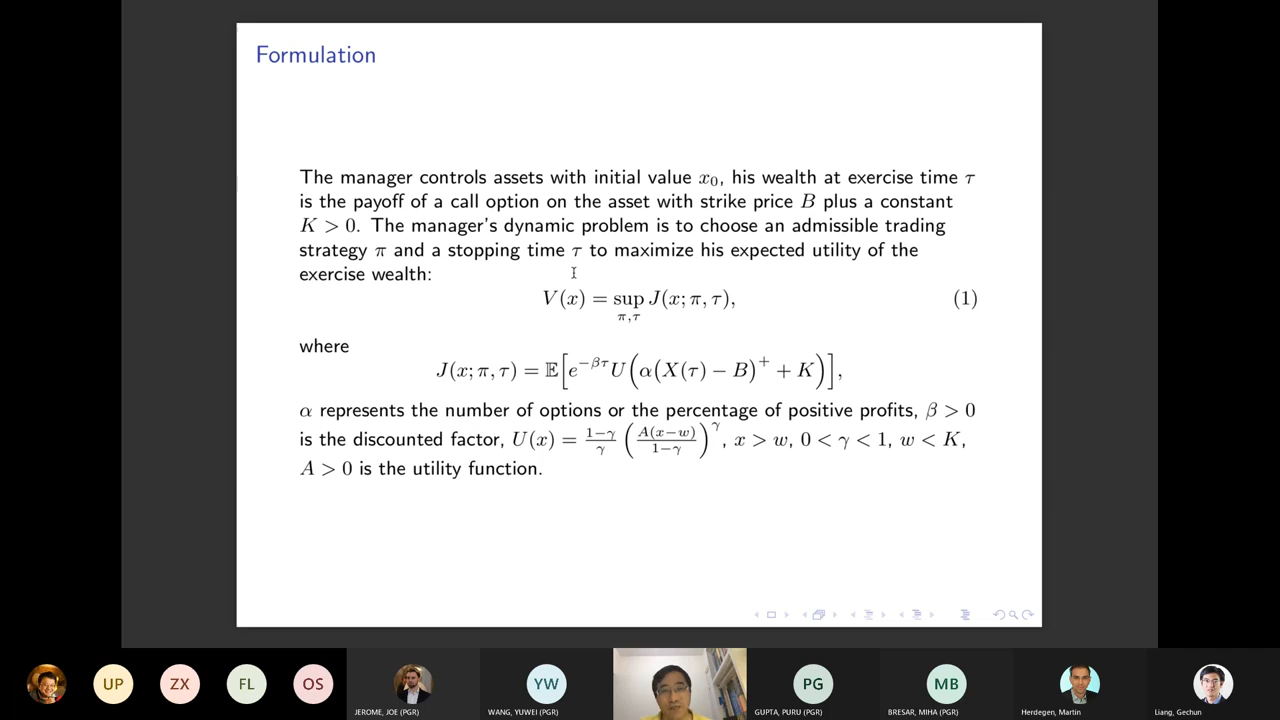 Formulation
The manager controls assets with initial value x₀, his wealth at exercise time τ
is the payoff of a call option on the asset with strike price B plus a constant
K > 0. The manager's dynamic problem is to choose an admissible trading
strategy π and a stopping time τ to maximize his expected utility of the
exercise wealth:
V(x) = sup_{π,τ} J(x; π, τ), (1)
where
J(x; π, τ) = 𝔼[e^{−βτ} U(α(X(τ) − B)⁺ + K)],
α represents the number of options or the percentage of positive profits, β > 0
is the discounted factor, U(x) = \frac{1−γ}{γ} (\frac{A(x−w)}{1−γ})^γ, x > w, 0 < γ < 1, w < K,
A > 0 is the utility function.
UP ZX FL OS YW PG MB
JEROME, JOE (PGR) WANG, YUWEI (PGR) GUPTA, PURU (PGR) BRESAR, MIHA (PGR) Herdegen, Martin Liang, Gechun